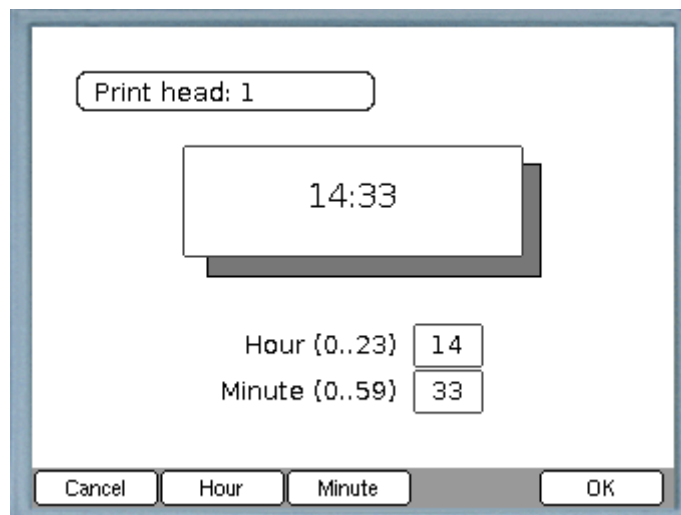 Print head: 1
14:33
Hour (0..23) 14
Minute (0..59) 33
Cancel Hour Minute OK